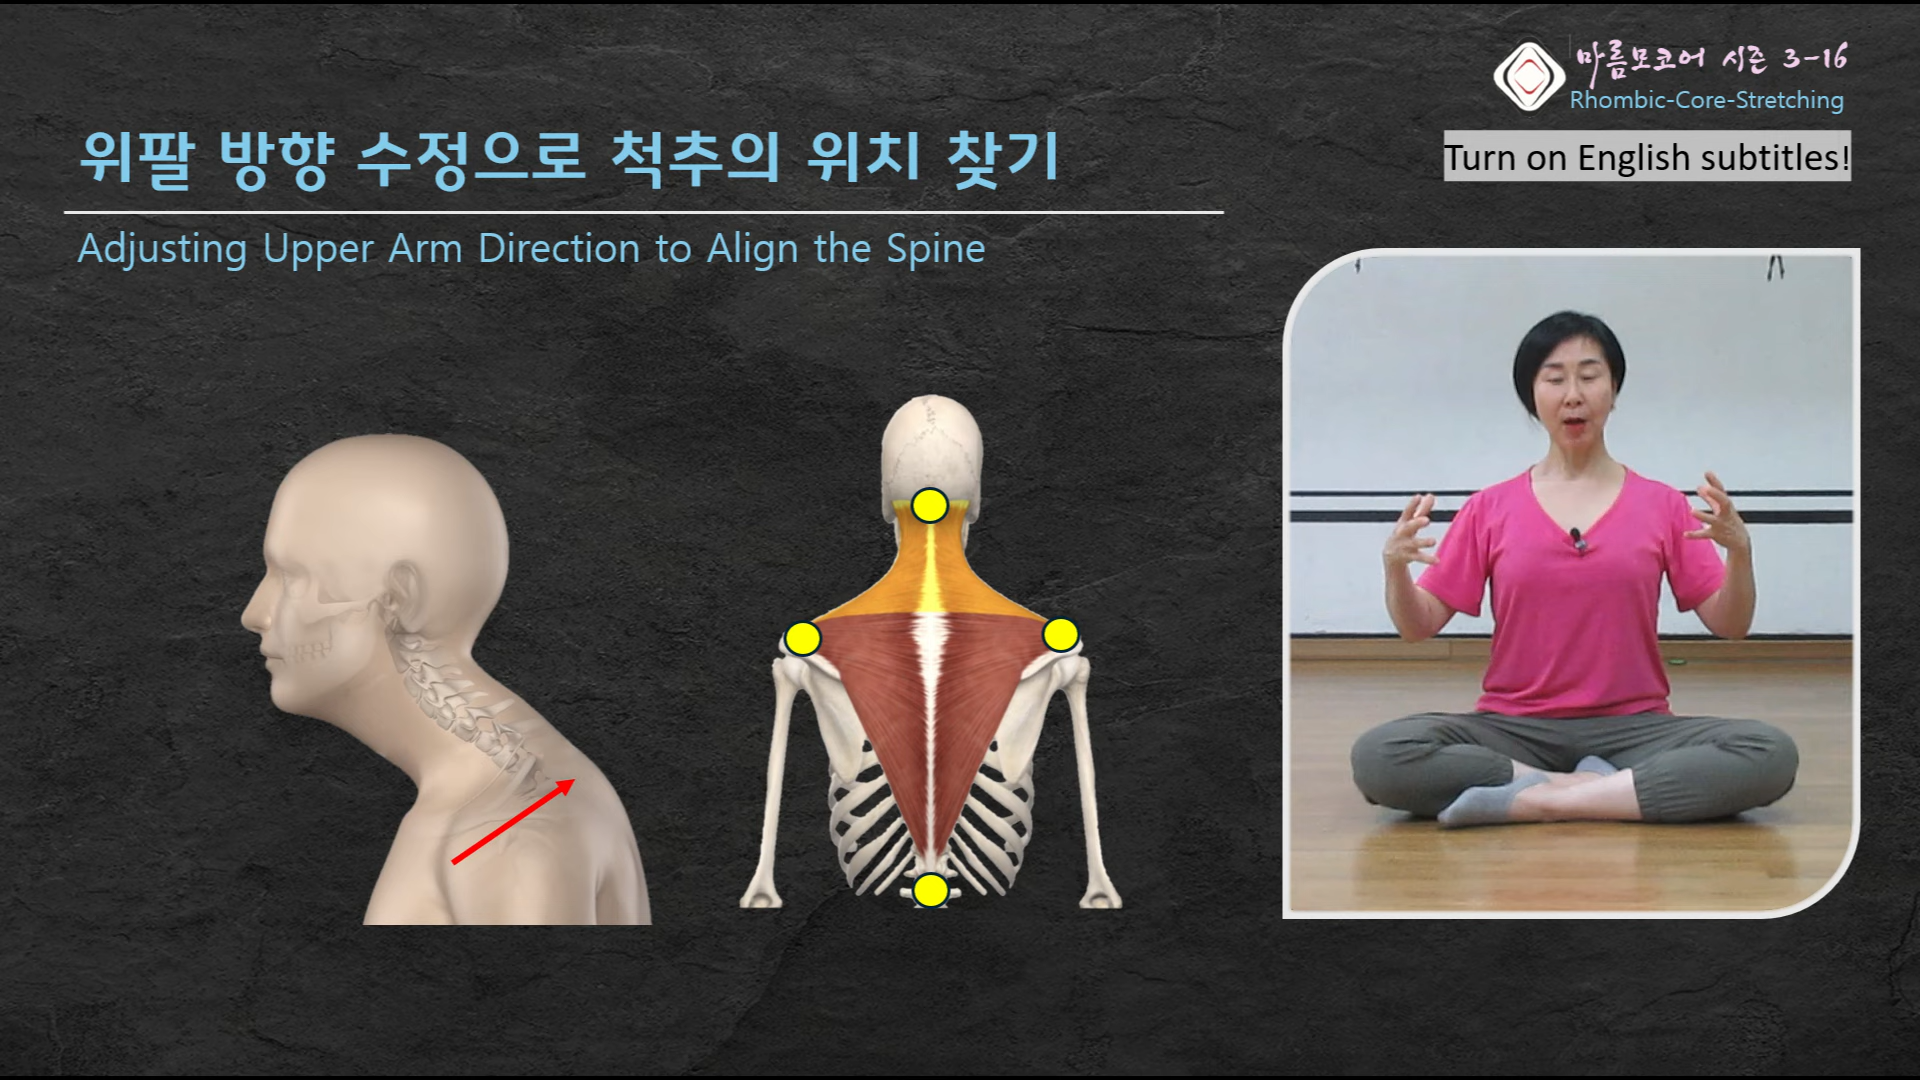 마름모코어 시즌 3-16
Rhombic-Core-Stretching
Turn on English subtitles!
위팔 방향 수정으로 척추의 위치 찾기
Adjusting Upper Arm Direction to Align the Spine